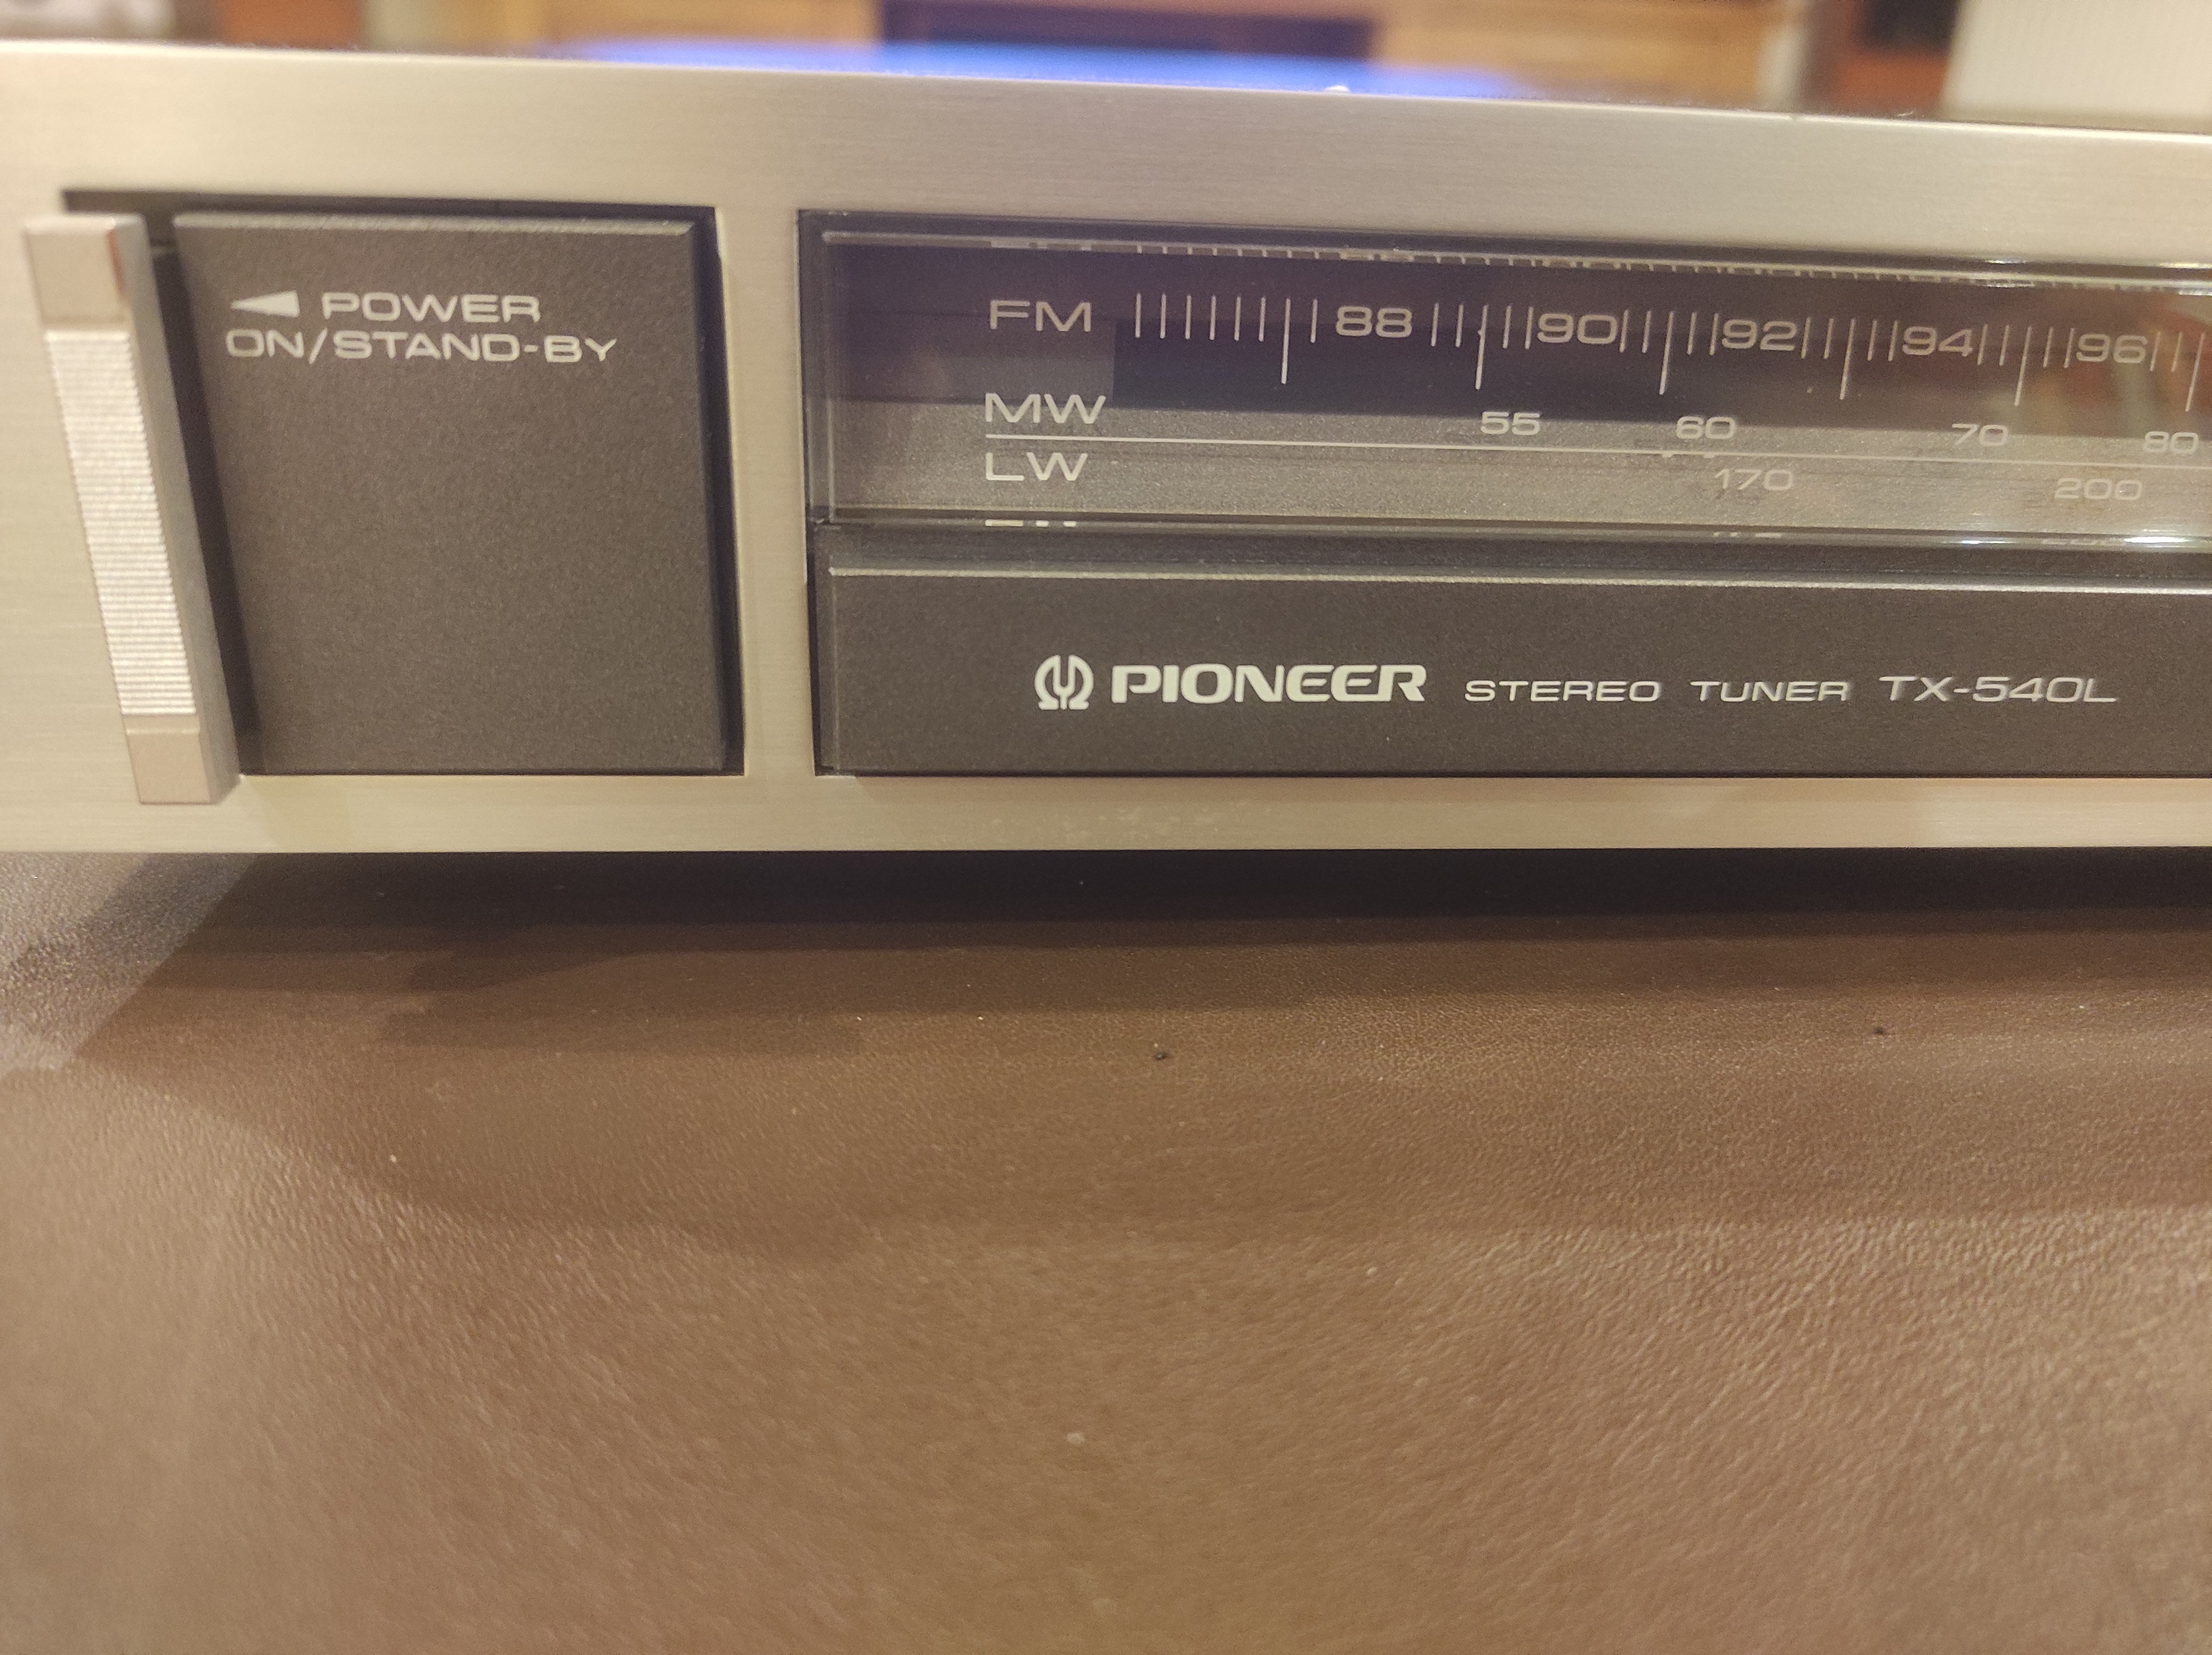 POWER
ON/STAND-BY
FM 88 90 92 94 96
MW 55 60 70 80
LW 170 200
PIONEER STEREO TUNER TX-540L